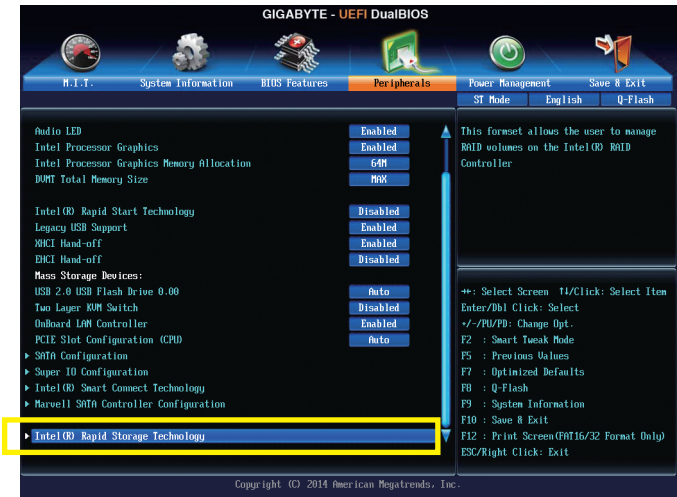 GIGABYTE - UEFI DualBIOS
M.I.T. System Information BIOS Features Peripherals Power Management Save & Exit
ST Mode English Q-Flash
Audio LED Enabled
Intel Processor Graphics Enabled
Intel Processor Graphics Memory Allocation 64M
DVMT Total Memory Size MAX
Intel(R) Rapid Start Technology Disabled
Legacy USB Support Enabled
XHCI Hand-off Enabled
EHCI Hand-off Disabled
Mass Storage Devices:
USB 2.0 USB Flash Drive 0.00 Auto
Two Layer KVM Switch Disabled
OnBoard LAN Controller Enabled
PCIE Slot Configuration (CPU) Auto
SATA Configuration
Super IO Configuration
Intel(R) Smart Connect Technology
Marvell SATA Controller Configuration
Intel(R) Rapid Storage Technology
This formset allows the user to manage
RAID volumes on the Intel(R) RAID
Controller
→←: Select Screen ↑↓/Click: Select Item
Enter/Dbl Click: Select
+/-/PU/PD: Change Opt.
F2 : Smart Tweak Mode
F5 : Previous Values
F7 : Optimized Defaults
F8 : Q-Flash
F9 : System Information
F10 : Save & Exit
F12 : Print Screen(FAT16/32 Format Only)
ESC/Right Click: Exit
Copyright (C) 2014 American Megatrends, Inc.